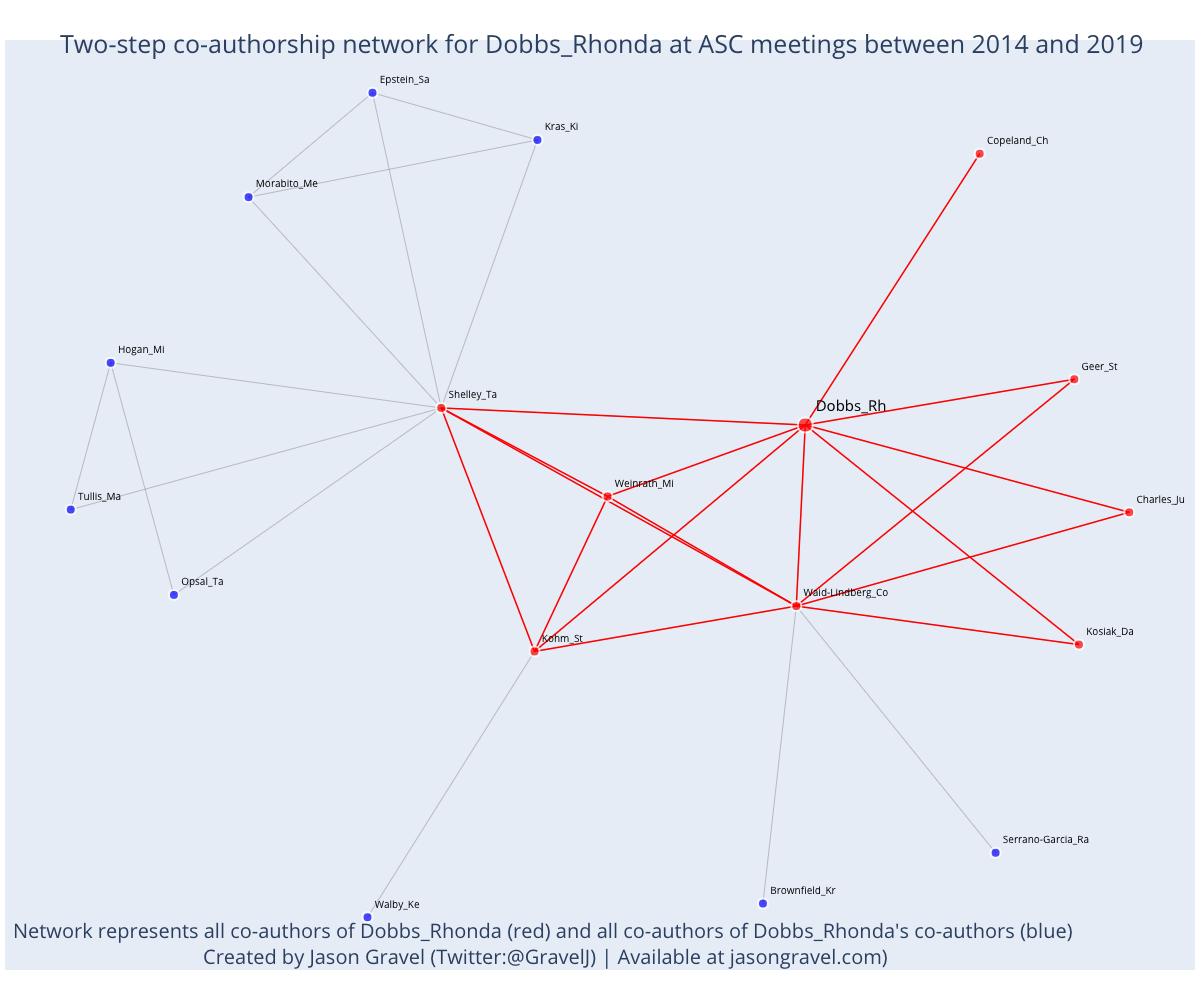 Two-step co-authorship network for Dobbs_Rhonda at ASC meetings between 2014 and 2019
Epstein_Sa
Kras_Ki
Copeland_Ch
Morabito_Me
Hogan_Mi
Geer_St
Shelley_Ta
Dobbs_Rh
Weinrath_Mi
Tullis_Ma
Charles_Ju
Opsal_Ta
Wald-Lindberg_Co
Kosiak_Da
Kohm_St
Serrano-Garcia_Ra
Brownfield_Kr
Walby_Ke
Network represents all co-authors of Dobbs_Rhonda (red) and all co-authors of Dobbs_Rhonda's co-authors (blue)
Created by Jason Gravel (Twitter:@GravelJ) | Available at jasongravel.com)